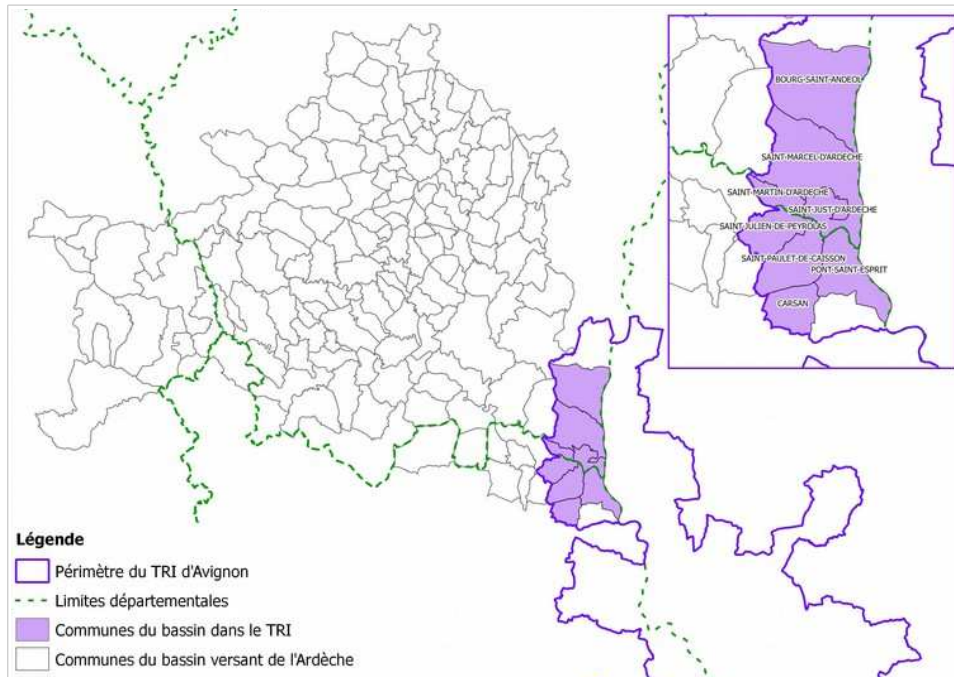 BOURG-SAINT-ANDEOL
SAINT-MARCEL-D'ARDECHE
SAINT-MARTIN-D'ARDECHE
SAINT-JUST-D'ARDECHE
SAINT-JULIEN-DE-PEYROLAS
SAINT-PAULET-DE-CAISSON
PONT-SAINT-ESPRIT
CARSAN
Légende
Périmètre du TRI d'Avignon
Limites départementales
Communes du bassin dans le TRI
Communes du bassin versant de l'Ardèche